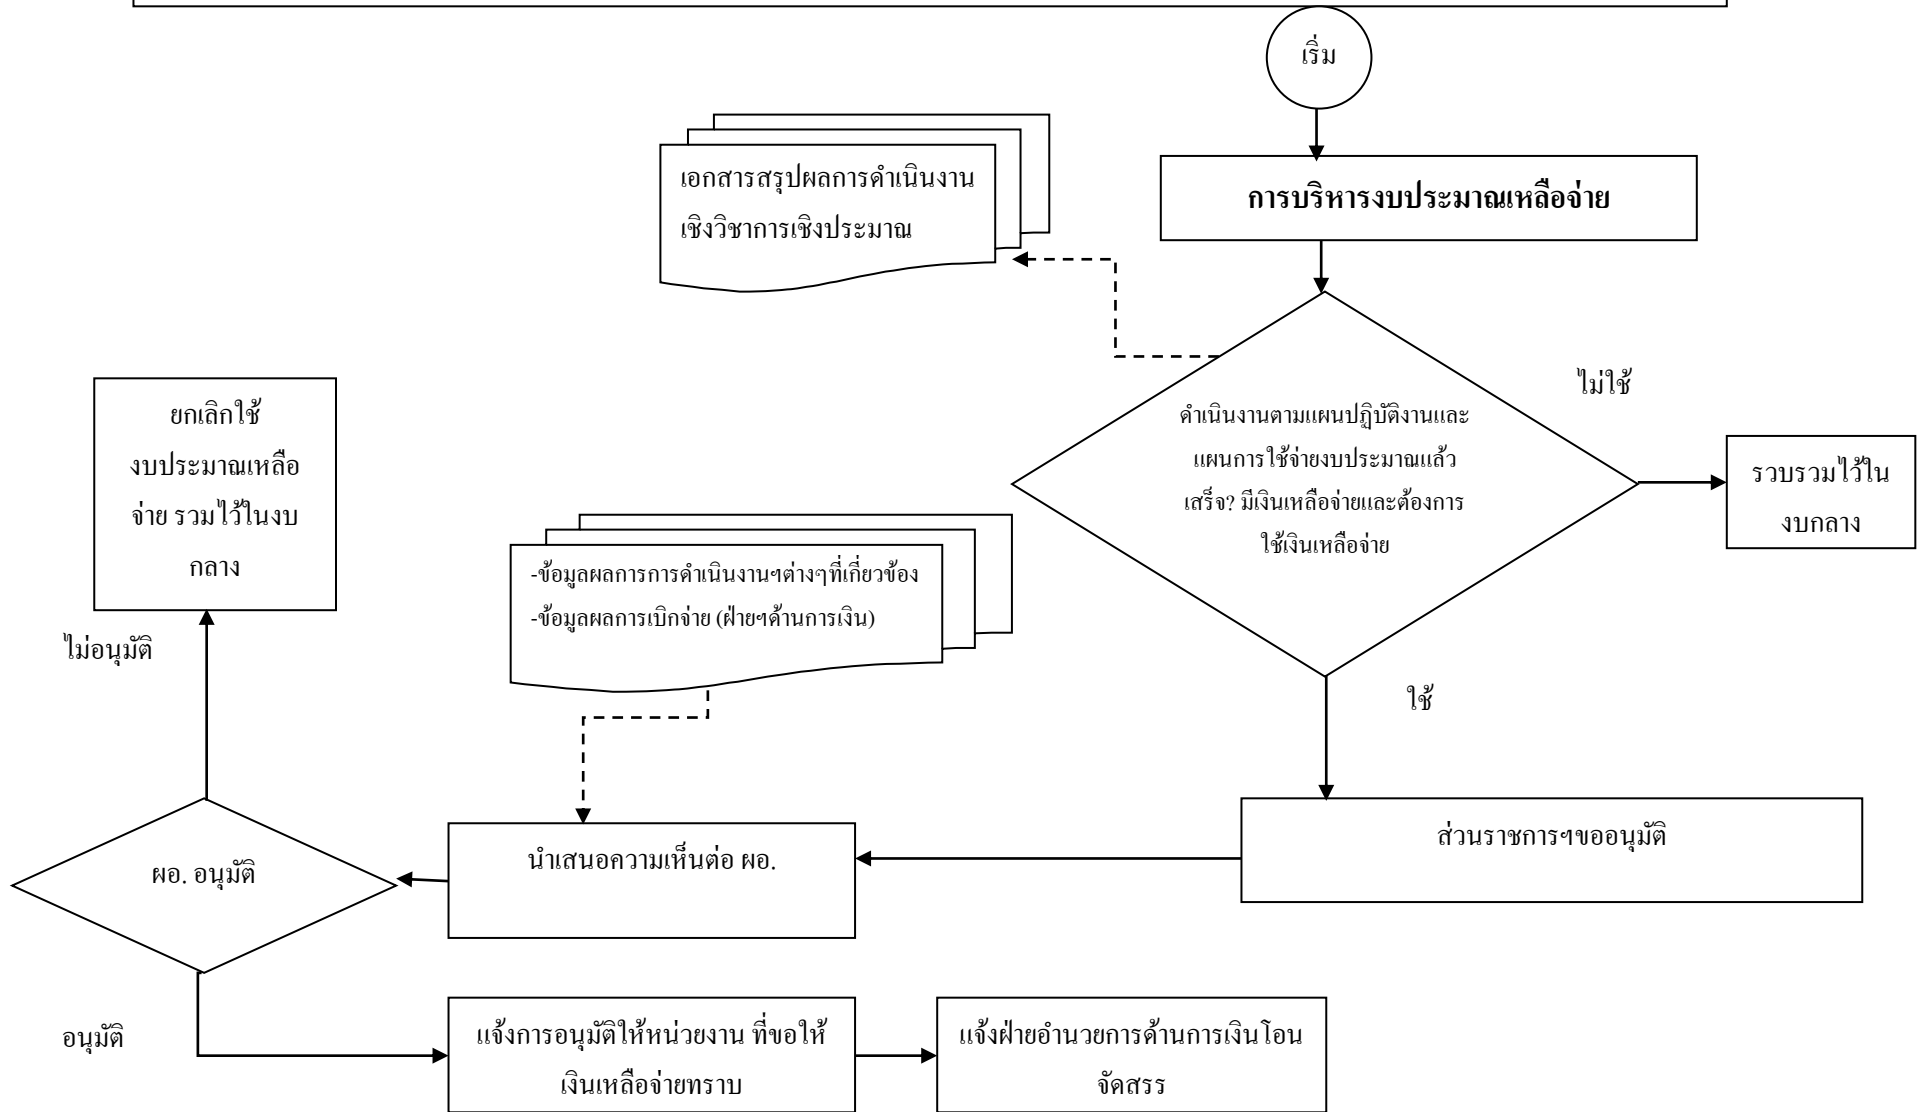 เริ่ม
การบริหารงบประมาณเหลือจ่าย
เอกสารสรุปผลการดำเนินงาน
เชิงวิชาการเชิงประมาณ
ดำเนินงานตามแผนปฏิบัติงานและ
แผนการใช้จ่ายงบประมาณแล้ว
เสร็จ? มีเงินเหลือจ่ายและต้องการ
ใช้เงินเหลือจ่าย
ไม่ใช้
รวบรวมไว้ใน
งบกลาง
ใช้
ส่วนราชการฯขออนุมัติ
-ข้อมูลผลการการดำเนินงานฯต่างๆที่เกี่ยวข้อง
-ข้อมูลผลการเบิกจ่าย (ฝ่ายฯด้านการเงิน)
นำเสนอความเห็นต่อ ผอ.
ผอ. อนุมัติ
ไม่อนุมัติ
ยกเลิกใช้
งบประมาณเหลือ
จ่าย รวมไว้ในงบ
กลาง
อนุมัติ
แจ้งการอนุมัติให้หน่วยงาน ที่ขอให้
เงินเหลือจ่ายทราบ
แจ้งฝ่ายอำนวยการด้านการเงินโอน
จัดสรร